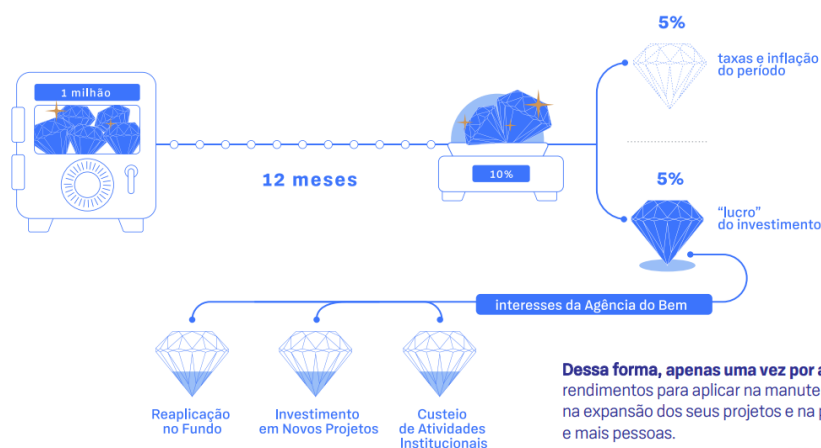 5%
taxas e inflação
do período
1 milhão
12 meses
10%
5%
"lucro"
do investimento
interesses da Agência do Bem
Reaplicação
no Fundo
Investimento
em Novos Projetos
Custeio
de Atividades
Institucionais
Dessa forma, apenas uma vez por
rendimentos para aplicar na
na expansão dos seus projetos e na
e mais pessoas.